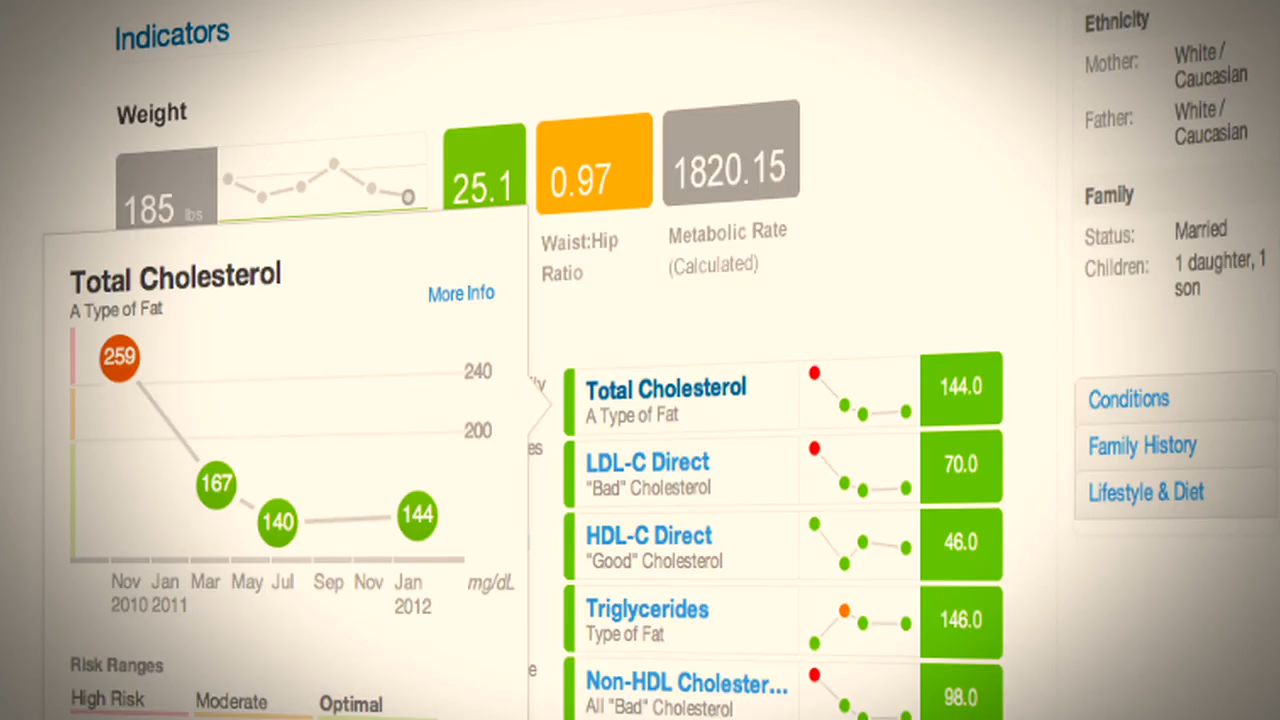 Indicators
Weight
185 lbs
25.1
0.97
1820.15
Waist:Hip
Ratio
Metabolic Rate
(Calculated)
Total Cholesterol
A Type of Fat
More Info
259
167
140
144
240
200
Nov Jan Mar May Jul Sep Nov Jan
2010 2011 2012
mg/dL
Risk Ranges
High Risk Moderate Optimal
es
e
Total Cholesterol
A Type of Fat
144.0
LDL-C Direct
"Bad" Cholesterol
70.0
HDL-C Direct
"Good" Cholesterol
46.0
Triglycerides
Type of Fat
146.0
Non-HDL Cholester...
All "Bad" Cholesterol
98.0
Ethnicity
Mother: White /
Caucasian
Father: White /
Caucasian
Family
Status: Married
Children: 1 daughter, 1
son
Conditions
Family History
Lifestyle & Diet